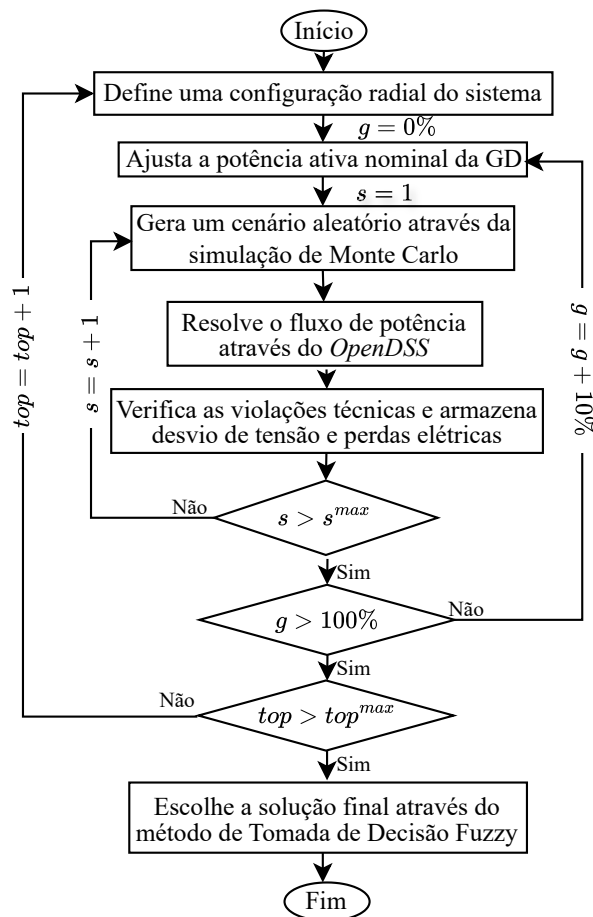 Início
Define uma configuração radial do sistema
g = 0%
Ajusta a potência ativa nominal da GD
s = 1
Gera um cenário aleatório através da
simulação de Monte Carlo
Resolve o fluxo de potência
através do OpenDSS
Verifica as violações técnicas e armazena
desvio de tensão e perdas elétricas
s > s^{max}
Não
s = s + 1
Sim
g > 100%
Não
g = g + 10%
Sim
top > top^{max}
Não
top = top + 1
Sim
Escolhe a solução final através do
método de Tomada de Decisão Fuzzy
Fim